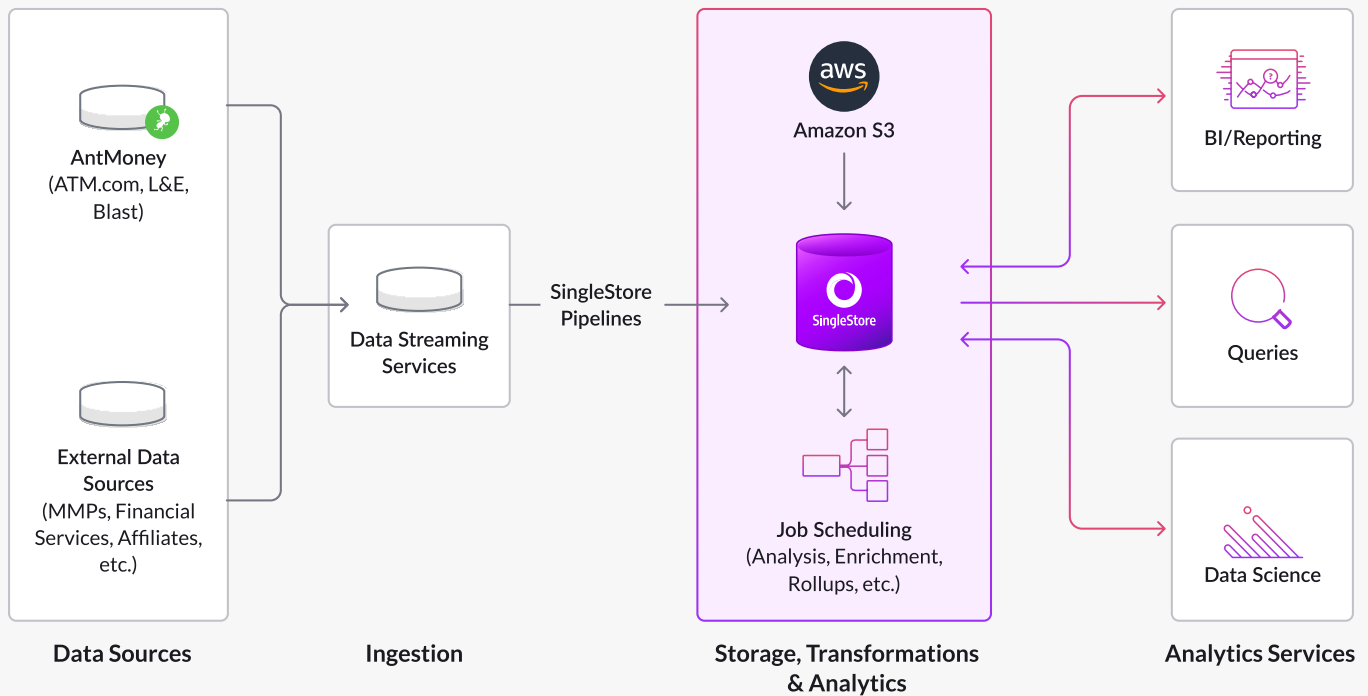 AntMoney
(ATM.com, L&E,
Blast)
External Data
Sources
(MMPs, Financial
Services, Affiliates,
etc.)
Data Sources
Data Streaming
Services
Ingestion
SingleStore
Pipelines
aws
Amazon S3
SingleStore
Job Scheduling
(Analysis, Enrichment,
Rollups, etc.)
Storage, Transformations
& Analytics
?
BI/Reporting
Queries
Data Science
Analytics Services